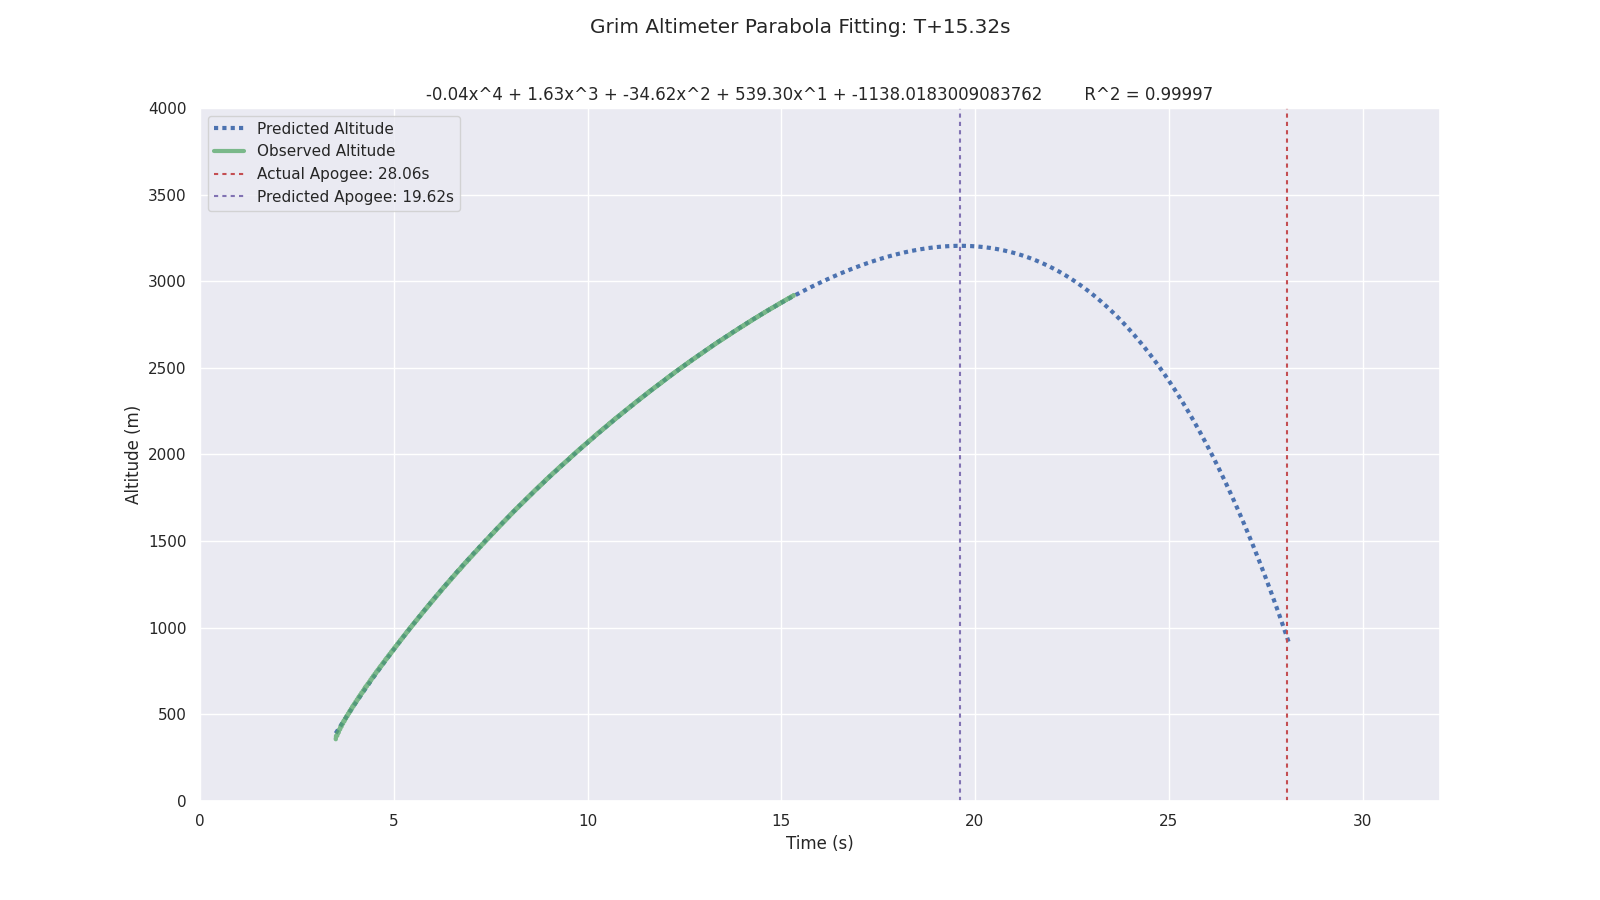 Grim Altimeter Parabola Fitting: T+15.32s
-0.04x^4 + 1.63x^3 + -34.62x^2 + 539.30x^1 + -1138.0183009083762 R^2 = 0.99997
Predicted Altitude
Observed Altitude
Actual Apogee: 28.06s
Predicted Apogee: 19.62s
4000
3500
3000
2500
2000
1500
1000
500
0
Altitude (m)
0 5 10 15 20 25 30
Time (s)